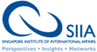 SIIA
SINGAPORE INSTITUTE OF INTERNATIONAL AFFAIRS
Perspectives • Insights • Networks